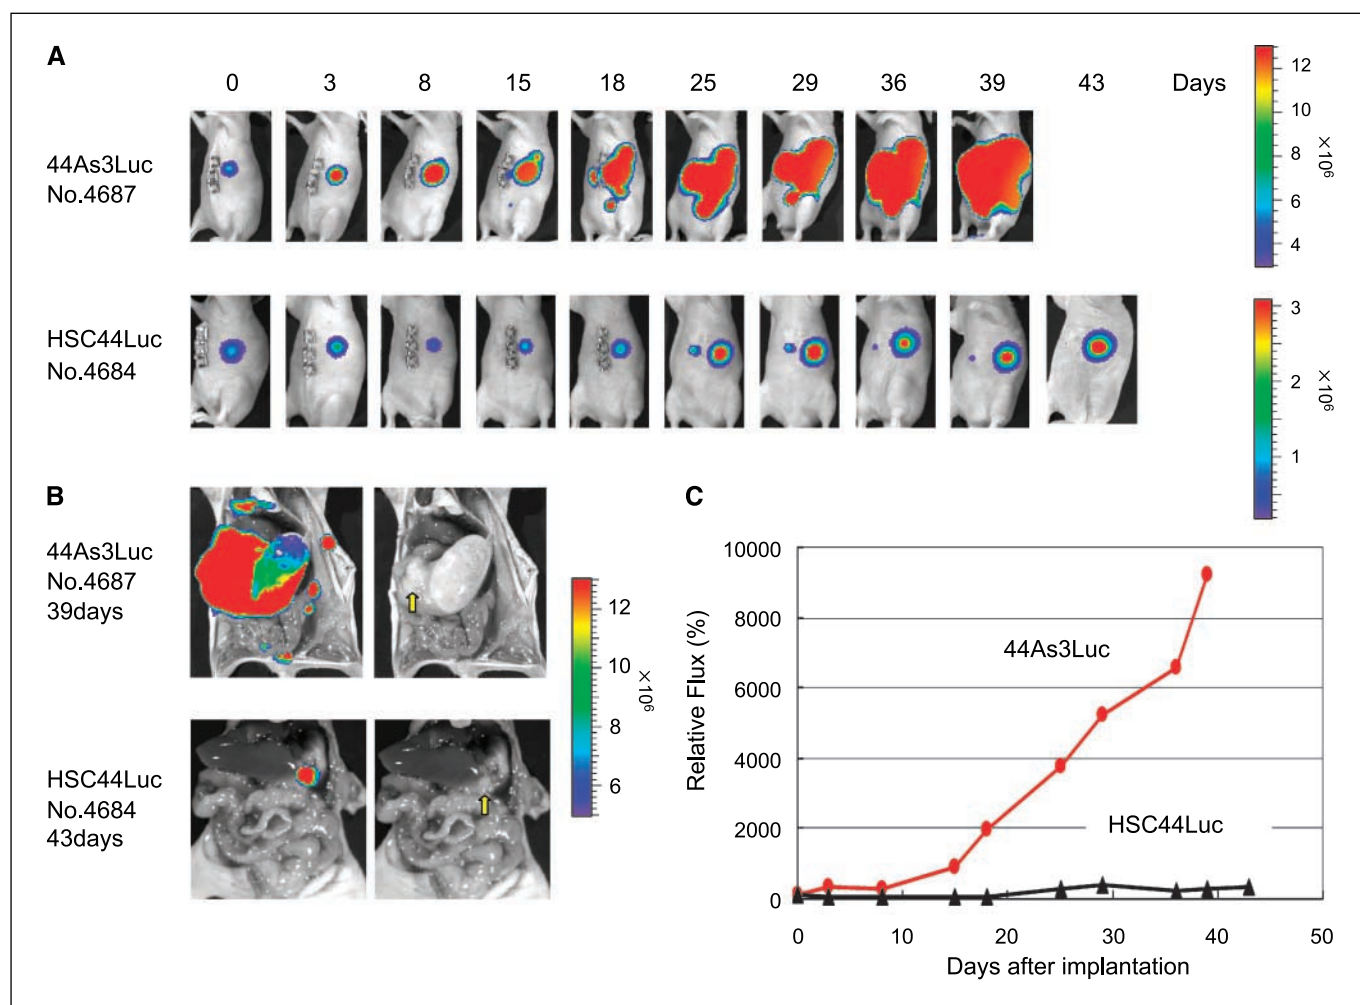 A
0 3 8 15 18 25 29 36 39 43 Days
44As3Luc
No.4687
12
10
8
6
4
×10⁶
HSC44Luc
No.4684
3
2
1
×10⁶
B
44As3Luc
No.4687
39days
HSC44Luc
No.4684
43days
12
10
8
6
×10⁶
C
10000
8000
6000
4000
2000
0
Relative Flux (%)
44As3Luc
HSC44Luc
0 10 20 30 40 50
Days after implantation